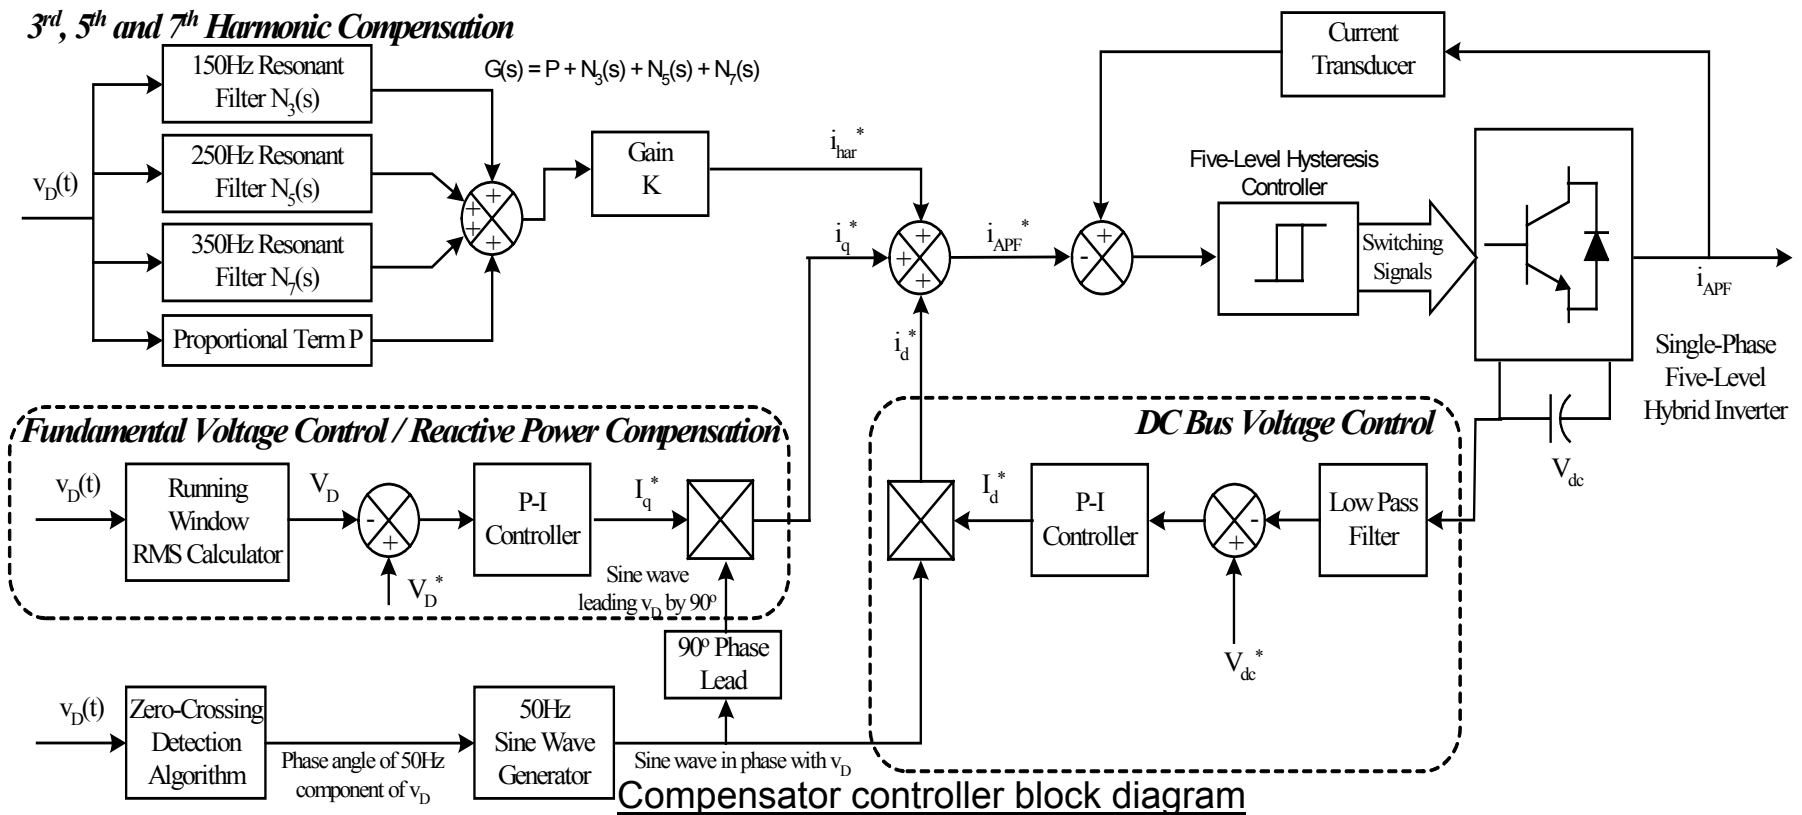 3rd, 5th and 7th Harmonic Compensation
150Hz Resonant
Filter N3(s)
G(s) = P + N3(s) + N5(s) + N7(s)
250Hz Resonant
Filter N5(s)
vD(t)
350Hz Resonant
Filter N7(s)
Proportional Term P
+
+
+
+
Gain
K
ihar*
iq*
+
+
+
id*
iAPF*
+
-
Current
Transducer
Five-Level Hysteresis
Controller
Switching
Signals
iAPF
Single-Phase
Five-Level
Hybrid Inverter
Vdc
Fundamental Voltage Control / Reactive Power Compensation
vD(t)
Running
Window
RMS Calculator
VD
-
+
VD*
P-I
Controller
Iq*
Sine wave
leading vD by 90º
90º Phase
Lead
DC Bus Voltage Control
Id*
P-I
Controller
-
+
Vdc*
Low Pass
Filter
vD(t)
Zero-Crossing
Detection
Algorithm
Phase angle of 50Hz
component of vD
50Hz
Sine Wave
Generator
Sine wave in phase with vD
Compensator controller block diagram